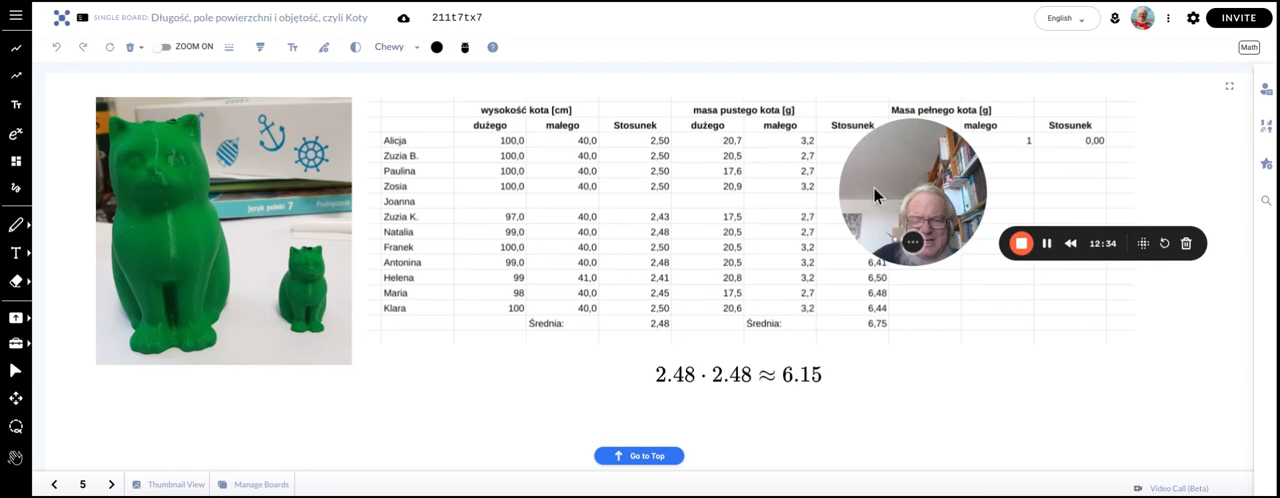 SINGLE BOARD: Długość, pole powierzchni i objętość, czyli Koty 211t7tx7 English INVITE
ZOOM ON Chewy Math
wysokość kota [cm] masa pustego kota [g] Masa pełnego kota [g]
dużego małego Stosunek dużego małego Stosunek małego Stosunek
Alicja 100,0 40,0 2,50 20,7 3,2 1 0,00
Zuzia B. 100,0 40,0 2,50 20,5 2,7
Paulina 100,0 40,0 2,50 17,6 2,7
Zosia 100,0 40,0 2,50 20,9 3,2
Joanna
Zuzia K. 97,0 40,0 2,43 17,5 2,7
Natalia 99,0 40,0 2,48 20,5 2,7
Franek 100,0 40,0 2,50 20,5 3,2
Antonina 99,0 40,0 2,48 20,5 3,2 6,41
Helena 99 41,0 2,41 20,8 3,2 6,50
Maria 98 40,0 2,45 17,5 2,7 6,48
Klara 100 40,0 2,50 20,6 3,2 6,44
Średnia: 2,48 Średnia: 6,75
język polski 7 Podręcznik
12:34
2.48 · 2.48 ≈ 6.15
Go to Top
5 Thumbnail View Manage Boards Video Call (Beta)